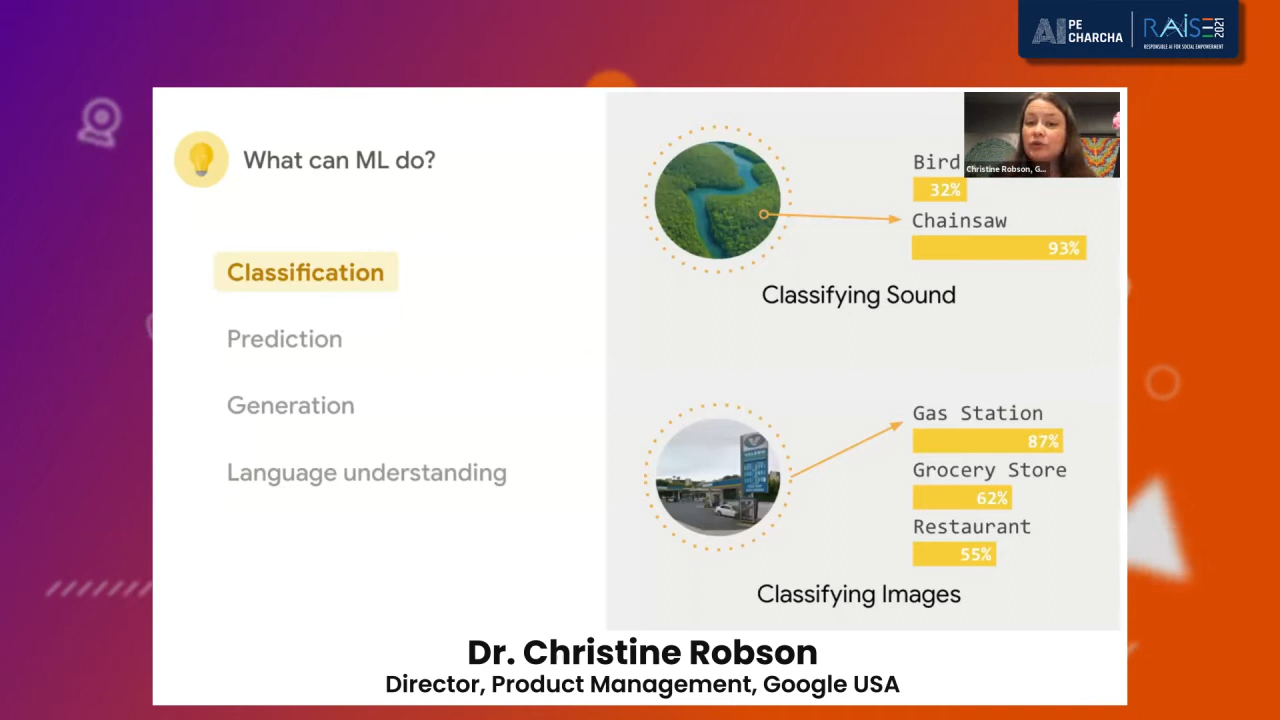 AI PE CHARCHA
RAISE 2021
RESPONSIBLE AI FOR SOCIAL EMPOWERMENT
What can ML do?
Classification
Prediction
Generation
Language understanding
Bird
32%
Chainsaw
93%
Classifying Sound
Christine Robson, G...
Gas Station
87%
Grocery Store
62%
Restaurant
55%
Classifying Images
Dr. Christine Robson
Director, Product Management, Google USA